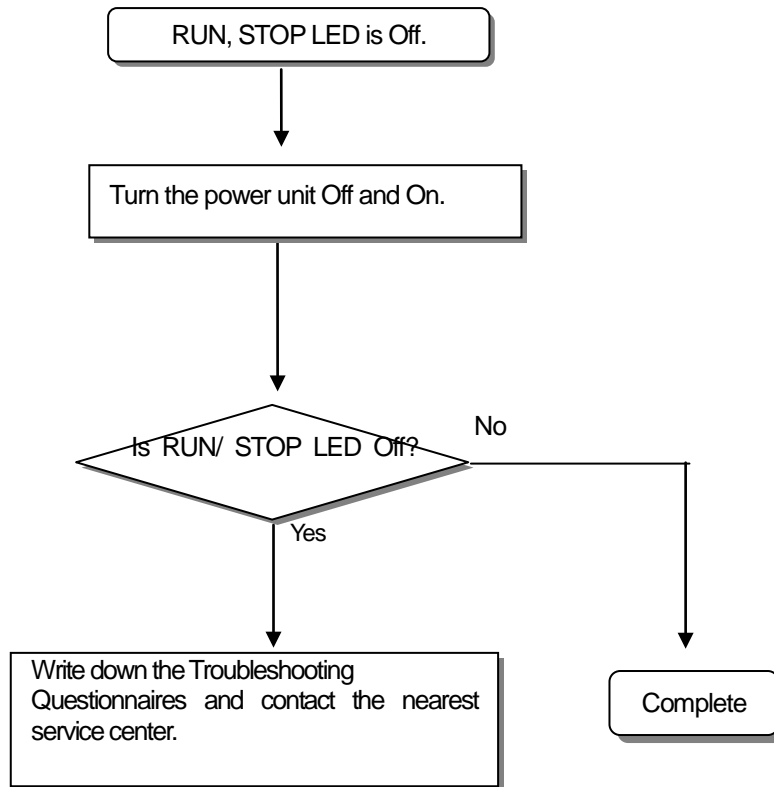 RUN, STOP LED is Off.
Turn the power unit Off and On.
Is RUN/ STOP LED Off?
No
Yes
Write down the Troubleshooting
Questionnaires and contact the nearest
service center.
Complete